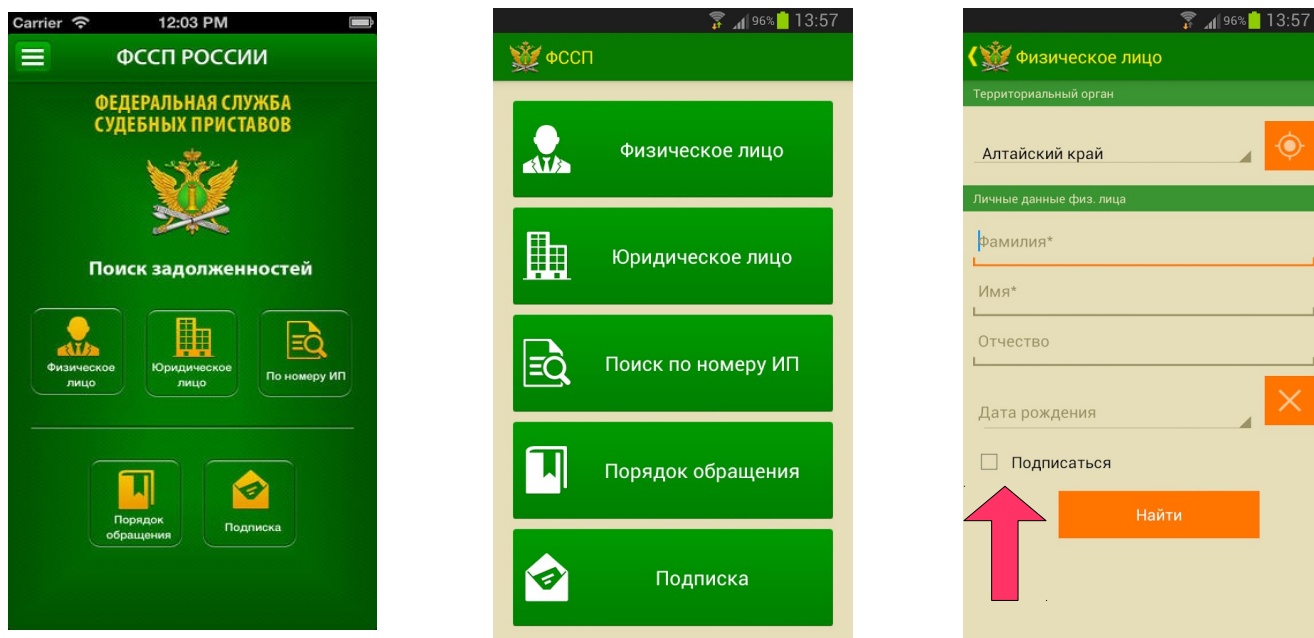 Carrier 12:03 PM
ФССП РОССИИ
ФЕДЕРАЛЬНАЯ СЛУЖБА
СУДЕБНЫХ ПРИСТАВОВ
Поиск задолженностей
Физическое
лицо
Юридическое
лицо
По номеру ИП
Порядок
обращения
Подписка
96% 13:57
ФССП
Физическое лицо
Юридическое лицо
Поиск по номеру ИП
Порядок обращения
Подписка
96% 13:57
Физическое лицо
Территориальный орган
Алтайский край
Личные данные физ. лица
Фамилия*
Имя*
Отчество
Дата рождения
Подписаться
Найти